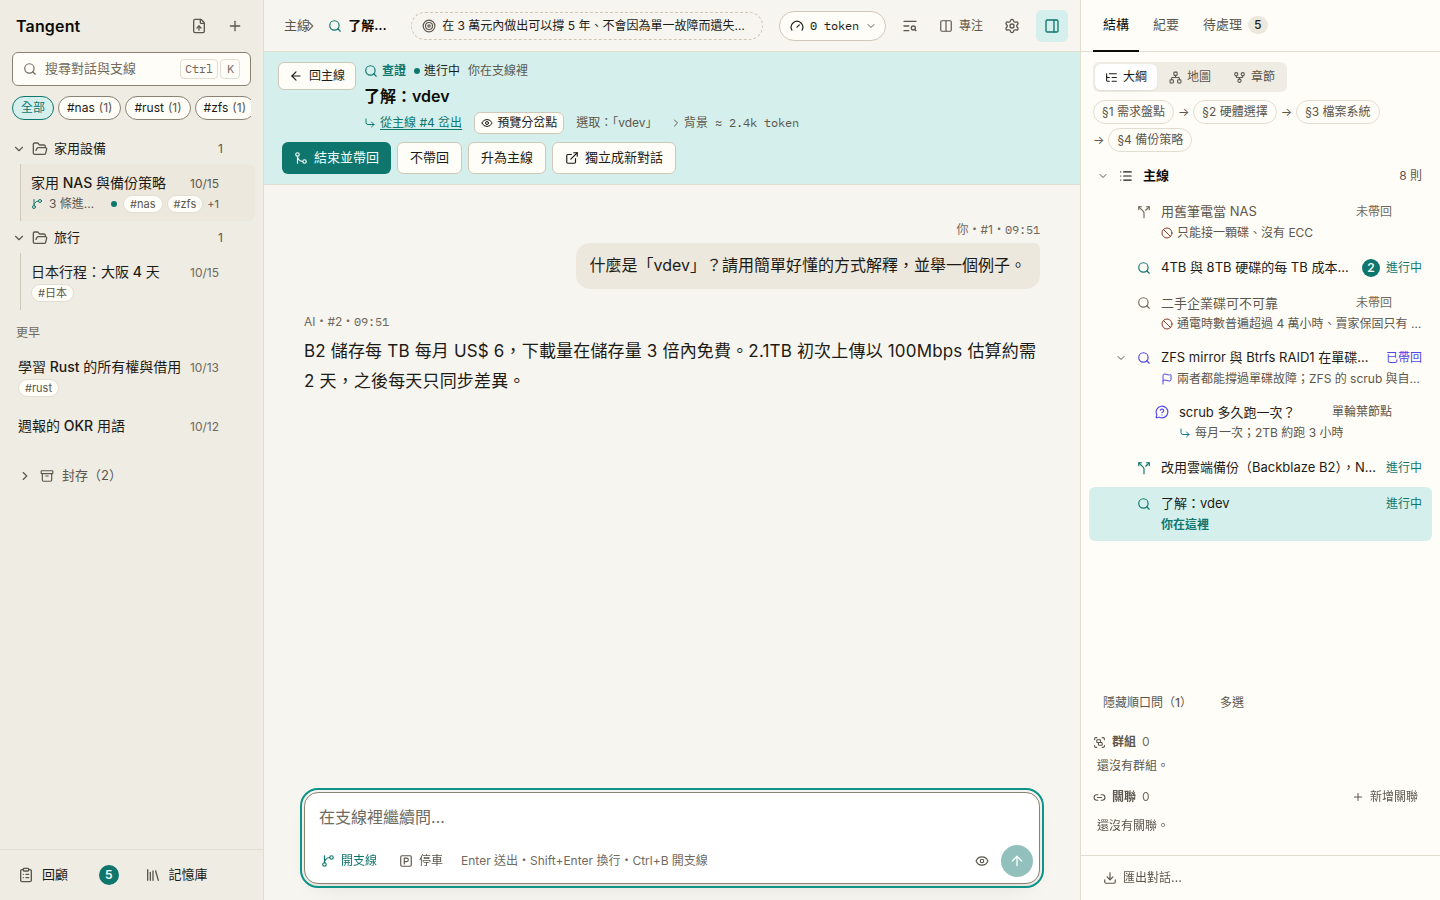 Tangent
搜尋對話與支線
Ctrl K
全部 #nas (1) #rust (1) #zfs (1)
家用設備 1
家用 NAS 與備份策略 10/15
3 條進... #nas #zfs +1
旅行 1
日本行程：大阪 4 天 10/15
#日本
更早
學習 Rust 的所有權與借用 10/13
#rust
週報的 OKR 用語 10/12
封存（2）
回顧 5 記憶庫
主線 了解...
在 3 萬元內做出可以撐 5 年、不會因為單一故障而遺失...
0 token
專注
回主線
查證 進行中 你在支線裡
了解：vdev
從主線 #4 岔出 預覽分岔點 選取：「vdev」 背景 ≈ 2.4k token
結束並帶回 不帶回 升為主線 獨立成新對話
你・#1・09:51
什麼是「vdev」？請用簡單好懂的方式解釋，並舉一個例子。
AI・#2・09:51
B2 儲存每 TB 每月 US$ 6，下載量在儲存量 3 倍內免費。2.1TB 初次上傳以 100Mbps 估算約需
2 天，之後每天只同步差異。
在支線裡繼續問...
開支線 停車 Enter 送出・Shift+Enter 換行・Ctrl+B 開支線
結構 紀要 待處理 5
大綱 地圖 章節
§1 需求盤點 → §2 硬體選擇 → §3 檔案系統
→ §4 備份策略
主線 8 則
用舊筆電當 NAS 未帶回
只能接一顆碟、沒有 ECC
4TB 與 8TB 硬碟的每 TB 成本... 2 進行中
二手企業碟可不可靠 未帶回
通電時數普遍超過 4 萬小時、賣家保固只有 ...
ZFS mirror 與 Btrfs RAID1 在單碟... 已帶回
兩者都能撐過單碟故障；ZFS 的 scrub 與自...
scrub 多久跑一次？ 單輪葉節點
每月一次；2TB 約跑 3 小時
改用雲端備份（Backblaze B2），N... 進行中
了解：vdev 進行中
你在這裡
隱藏順口問（1） 多選
群組 0
還沒有群組。
關聯 0 新增關聯
還沒有關聯。
匯出對話...